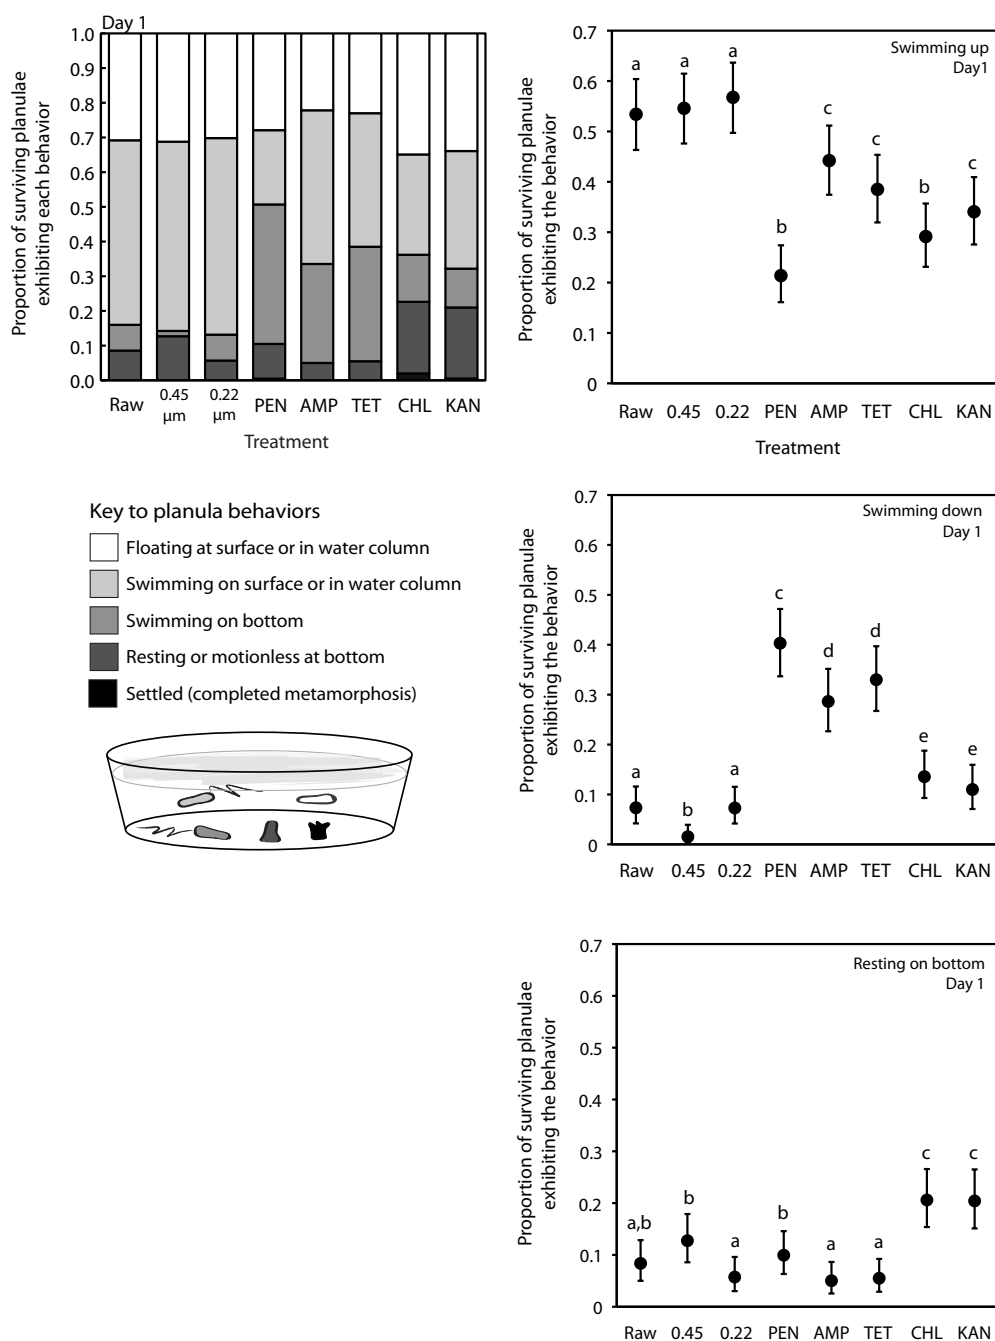 Day 1
Proportion of surviving planulae
exhibiting each behavior
1.0
0.9
0.8
0.7
0.6
0.5
0.4
0.3
0.2
0.1
0.0
Raw
0.45
µm
0.22
µm
PEN
AMP
TET
CHL
KAN
Treatment
Key to planula behaviors
Floating at surface or in water column
Swimming on surface or in water column
Swimming on bottom
Resting or motionless at bottom
Settled (completed metamorphosis)
Swimming up
Day1
Proportion of surviving planulae
exhibiting the behavior
0.7
0.6
0.5
0.4
0.3
0.2
0.1
0
a a a b c c b c
Raw 0.45 0.22 PEN AMP TET CHL KAN
Treatment
Swimming down
Day 1
Proportion of surviving planulae
exhibiting the behavior
0.7
0.6
0.5
0.4
0.3
0.2
0.1
0
a b a c d d e e
Raw 0.45 0.22 PEN AMP TET CHL KAN
Resting on bottom
Day 1
Proportion of surviving planulae
exhibiting the behavior
0.7
0.6
0.5
0.4
0.3
0.2
0.1
0
a,b b a b a a c c
Raw 0.45 0.22 PEN AMP TET CHL KAN